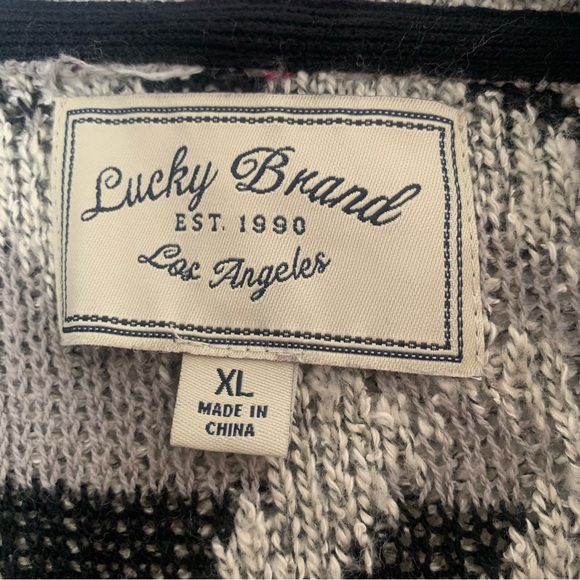 Lucky Brand
EST. 1990
Los Angeles
XL
MADE IN
CHINA